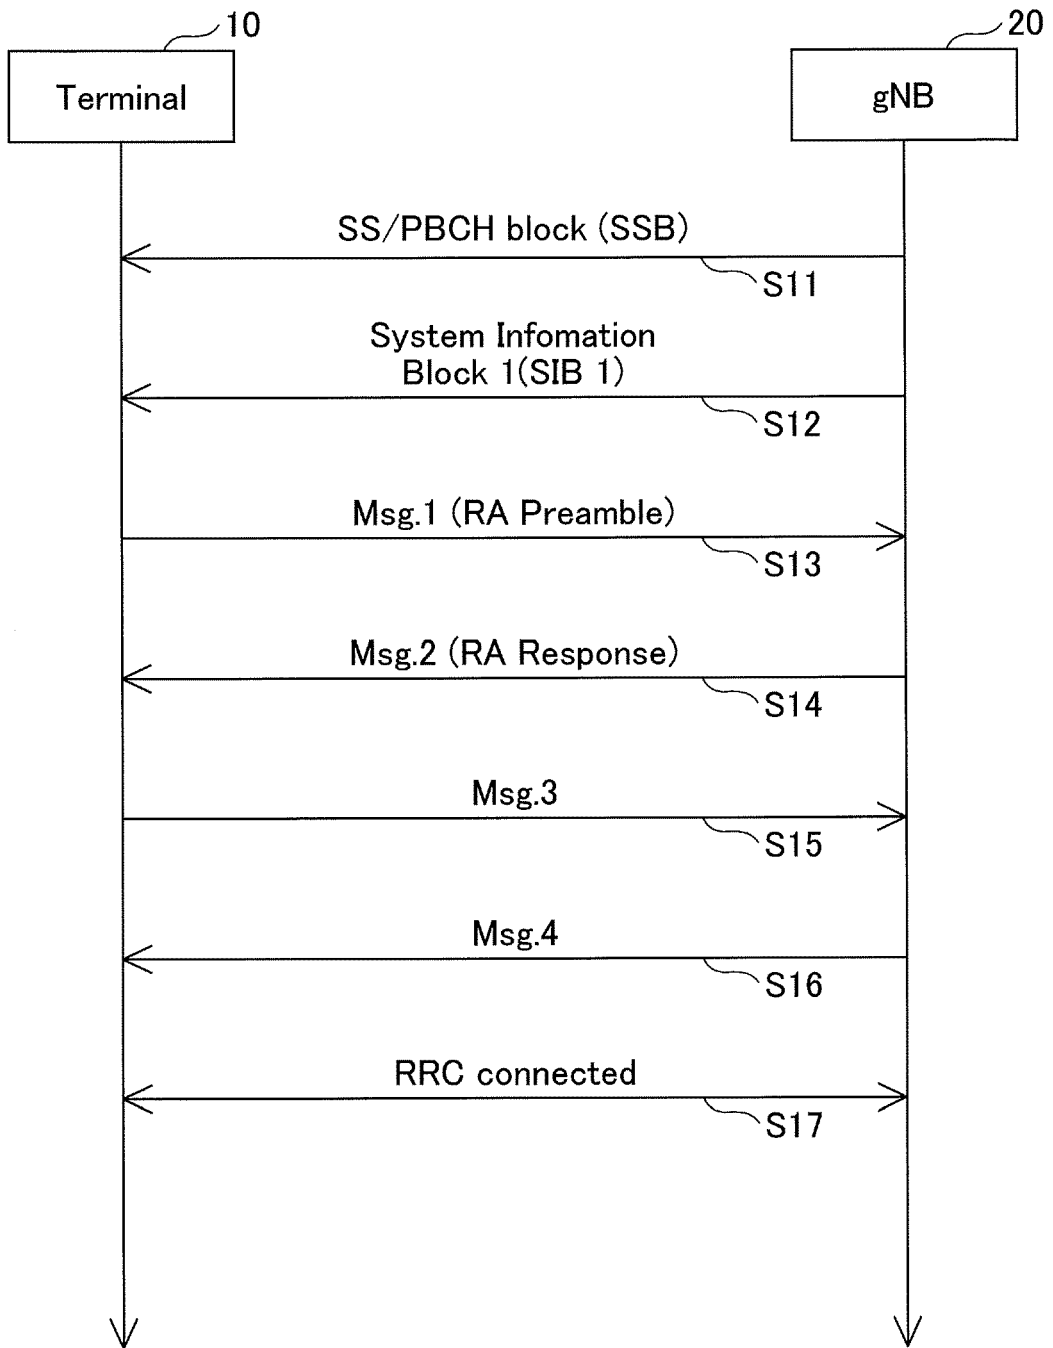 10
20
Terminal
gNB
SS/PBCH block (SSB)
S11
System Infomation
Block 1(SIB 1)
S12
Msg.1 (RA Preamble)
S13
Msg.2 (RA Response)
S14
Msg.3
S15
Msg.4
S16
RRC connected
S17